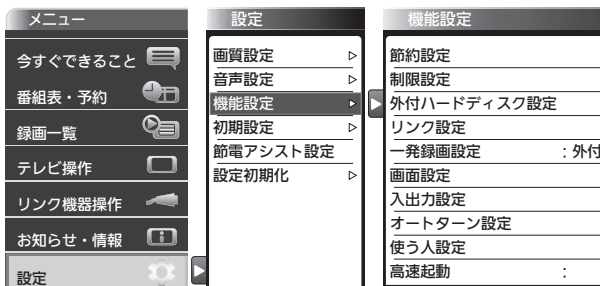 メニュー
今すぐできること
番組表・予約
録画一覧
テレビ操作
リンク機器操作
お知らせ・情報
設定
設定
画質設定
音声設定
機能設定
初期設定
節電アシスト設定
設定初期化
機能設定
節約設定
制限設定
外付ハードディスク設定
リンク設定
一発録画設定 : 外付
画面設定
入出力設定
オートターン設定
使う人設定
高速起動 :